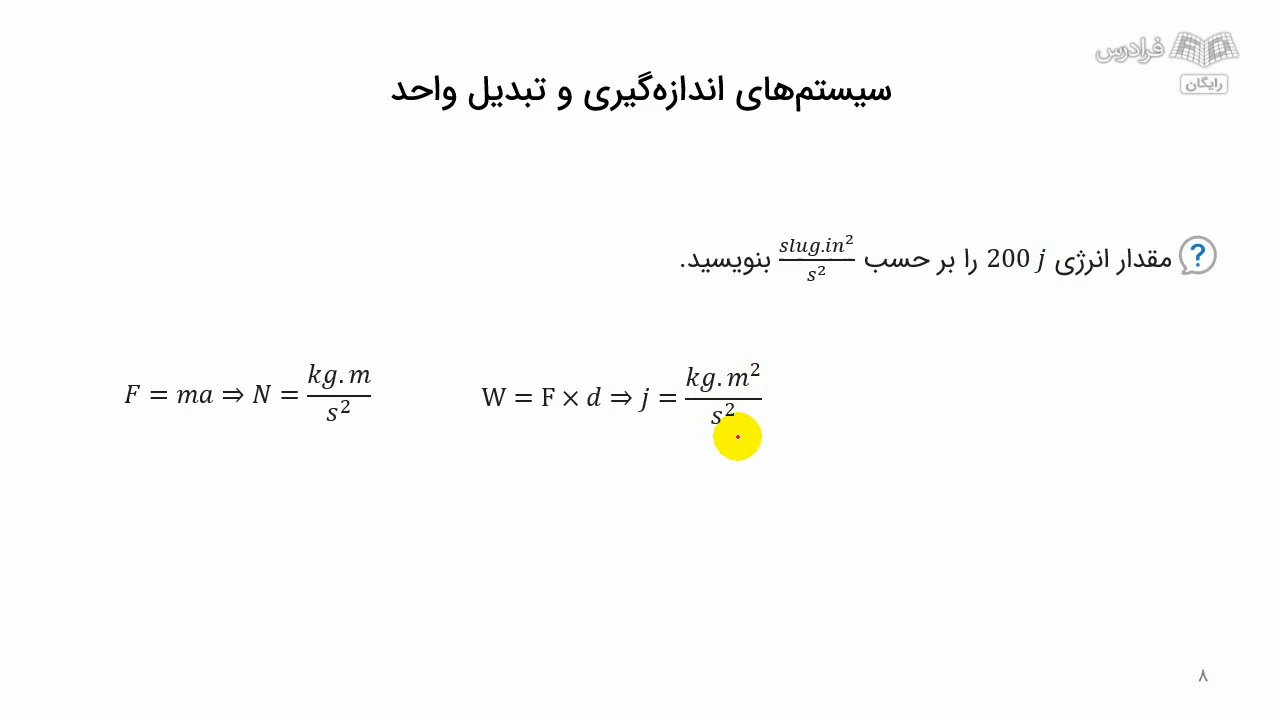 فرادرس
رایگان
سیستم‌های اندازه‌گیری و تبدیل واحد
مقدار انرژی 200 j را بر حسب slug.in²/s² بنویسید.
F = ma ⇒ N = kg.m/s²
W = F × d ⇒ j = kg.m²/s²
۸